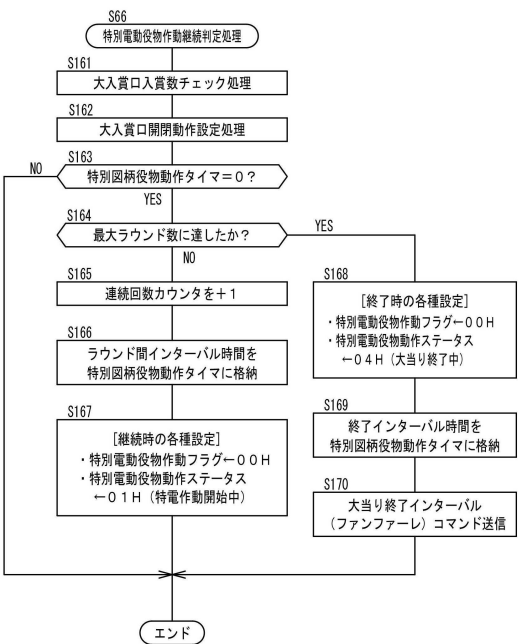 S66
特別電動役物作動継続判定処理
S161
大入賞口入賞数チェック処理
S162
大入賞口開閉動作設定処理
S163
NO
特別図柄役物動作タイマ=0?
YES
S164
最大ラウンド数に達したか?
YES
NO
S165
連続回数カウンタを+1
S166
ラウンド間インターバル時間を
特別図柄役物動作タイマに格納
S167
[継続時の各種設定]
・特別電動役物作動フラグ←00H
・特別電動役物動作ステータス
←01H(特電作動開始中)
S168
[終了時の各種設定]
・特別電動役物作動フラグ←00H
・特別電動役物動作ステータス
←04H(大当り終了中)
S169
終了インターバル時間を
特別図柄役物動作タイマに格納
S170
大当り終了インターバル
(ファンファーレ)コマンド送信
エンド